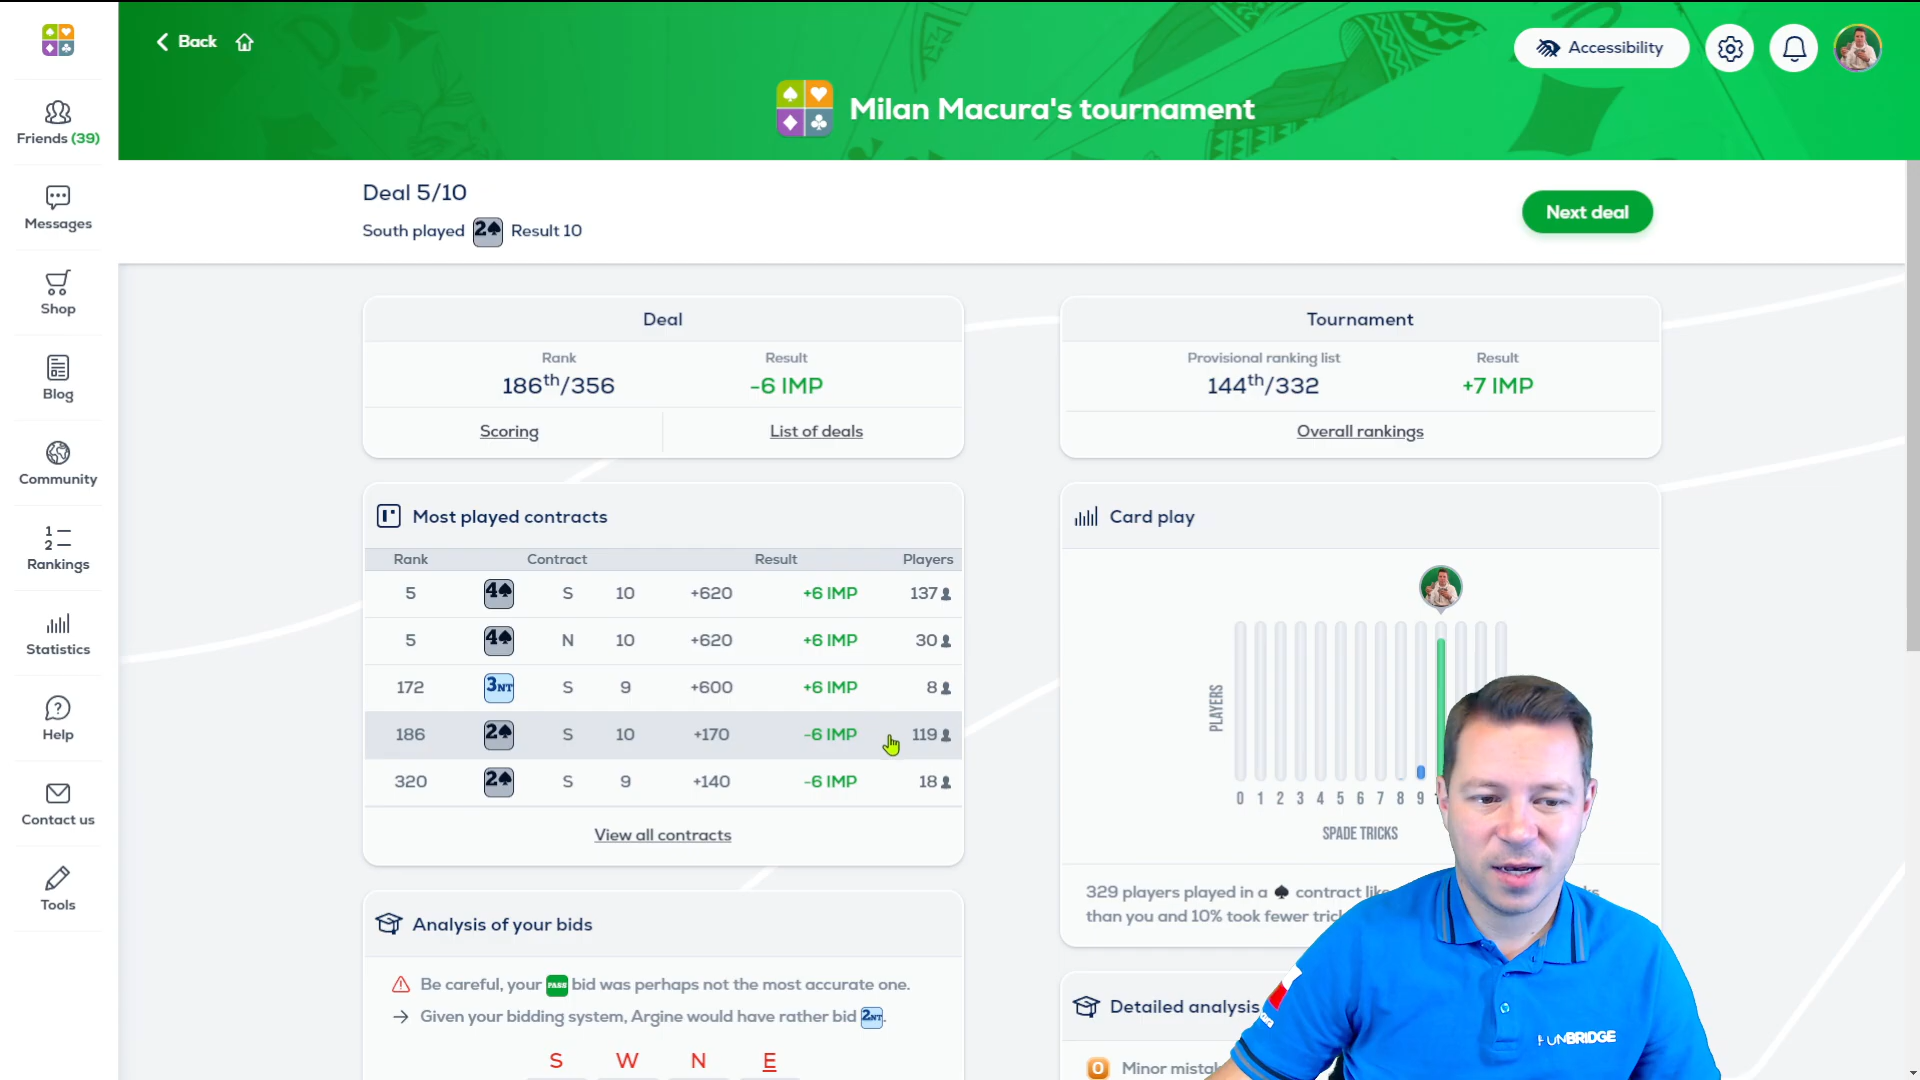 Back
Accessibility
Milan Macura's tournament
Friends (39)
Messages
Shop
Blog
Community
1
2
Rankings
Statistics
Help
Contact us
Tools
Deal 5/10
South played 2♠ Result 10
Next deal
Deal
Rank Result
186th/356 -6 IMP
Scoring List of deals
Tournament
Provisional ranking list Result
144th/332 +7 IMP
Overall rankings
Most played contracts
Rank Contract Result Players
5 4♠ S 10 +620 +6 IMP 137
5 4♠ N 10 +620 +6 IMP 30
172 3NT S 9 +600 +6 IMP 8
186 2♠ S 10 +170 -6 IMP 119
320 2♠ S 9 +140 -6 IMP 18
View all contracts
Card play
PLAYERS
0 1 2 3 4 5 6 7 8 9
SPADE TRICKS
329 players played in a ♠ contract
than you and 10% took fewer
Analysis of your bids
Be careful, your PASS bid was perhaps not the most accurate one.
Given your bidding system, Argine would have rather bid 2NT.
S W N E
Detailed analysis
Minor
FUNBRIDGE